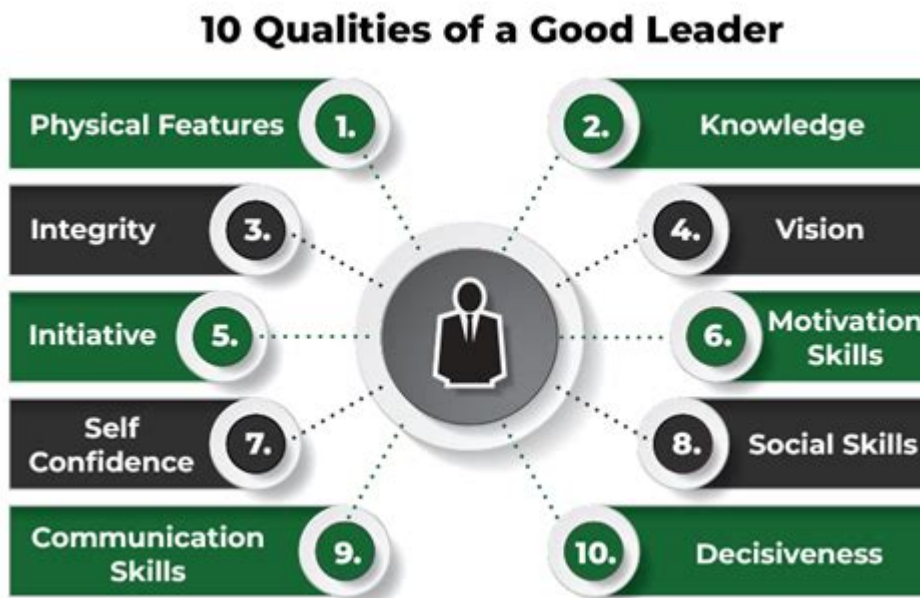 10 Qualities of a Good Leader
Physical Features 1.
2. Knowledge
Integrity 3.
4. Vision
Initiative 5.
6. Motivation
Skills
Self
Confidence 7.
8. Social Skills
Communication
Skills 9.
10. Decisiveness